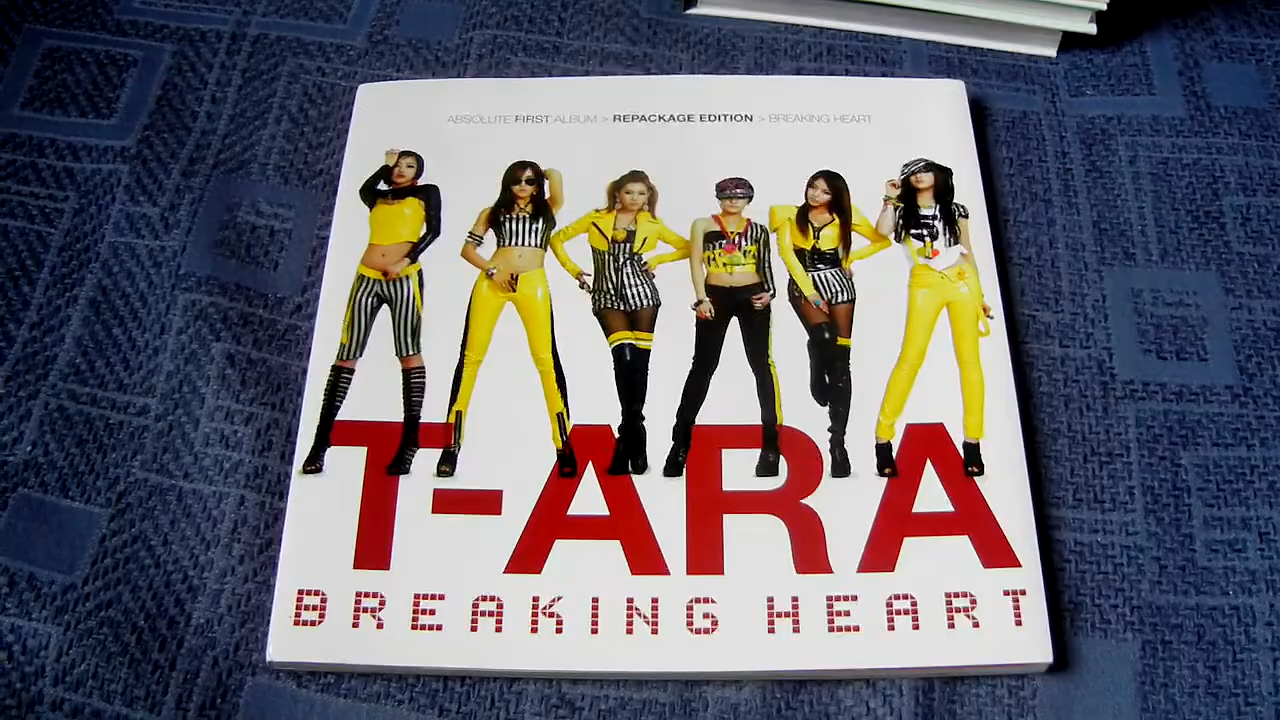 ABSOLUTE FIRST ALBUM > REPACKAGE EDITION > BREAKING HEART
T-ARA
BREAKING HEART